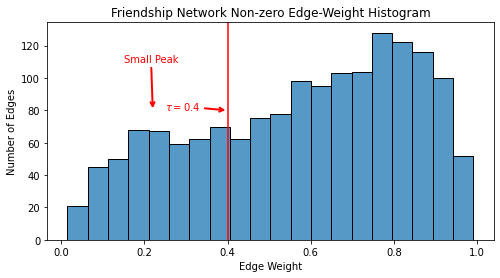 Friendship Network Non-zero Edge-Weight Histogram
120
100
80
60
40
20
0
Number of Edges
Small Peak
τ = 0.4
0.0 0.2 0.4 0.6 0.8 1.0
Edge Weight